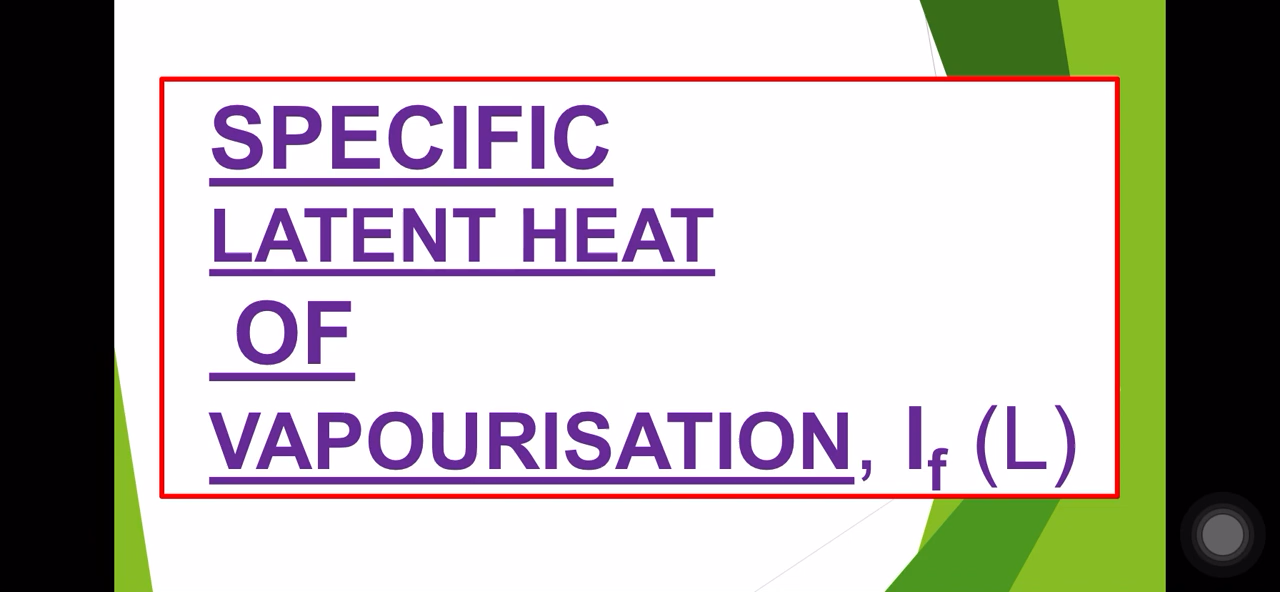 SPECIFIC
LATENT HEAT
OF
VAPOURISATION, lf (L)